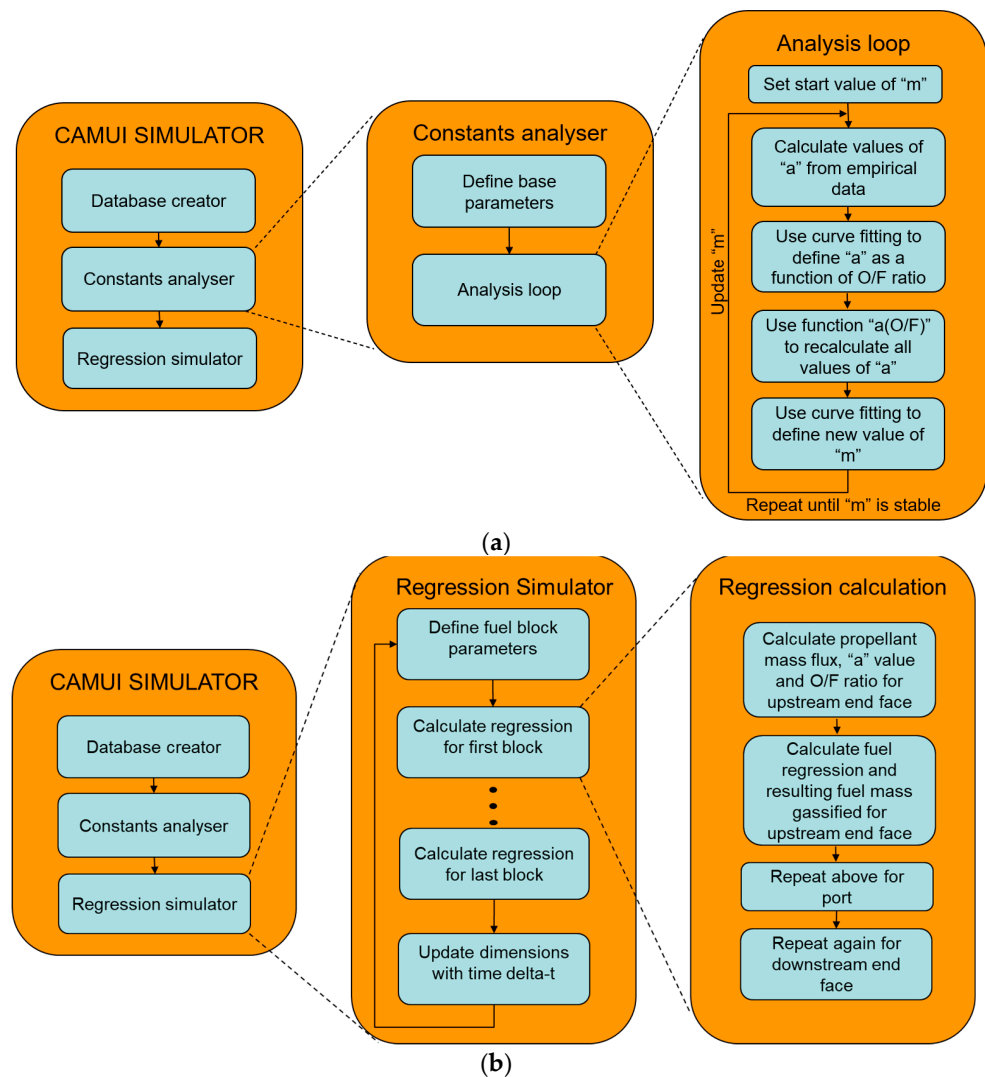 CAMUI SIMULATOR
Database creator
Constants analyser
Regression simulator
Constants analyser
Define base
parameters
Analysis loop
Analysis loop
Set start value of “m”
Calculate values of
“a” from empirical
data
Use curve fitting to
define “a” as a
function of O/F ratio
Use function “a(O/F)”
to recalculate all
values of “a”
Use curve fitting to
define new value of
“m”
Update “m”
Repeat until “m” is stable
(a)
CAMUI SIMULATOR
Database creator
Constants analyser
Regression simulator
Regression Simulator
Define fuel block
parameters
Calculate regression
for first block
Calculate regression
for last block
Update dimensions
with time delta-t
Regression calculation
Calculate propellant
mass flux, “a” value
and O/F ratio for
upstream end face
Calculate fuel
regression and
resulting fuel mass
gassified for
upstream end face
Repeat above for
port
Repeat again for
downstream end
face
(b)